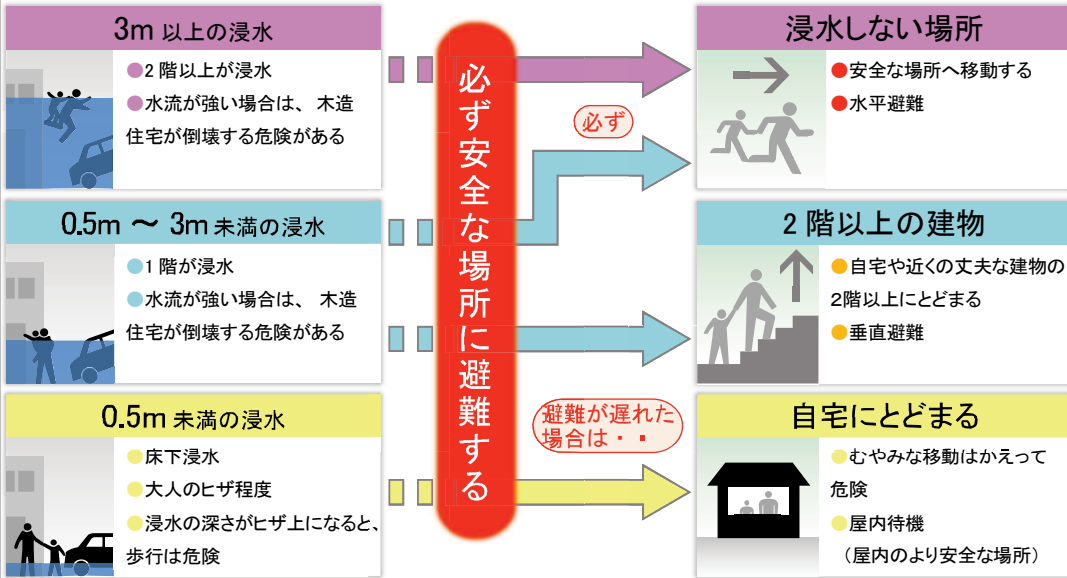 3m 以上の浸水
●2 階以上が浸水
●水流が強い場合は、 木造
住宅が倒壊する危険がある
0.5m ～ 3m 未満の浸水
●1 階が浸水
●水流が強い場合は、 木造
住宅が倒壊する危険がある
0.5m 未満の浸水
●床下浸水
●大人のヒザ程度
●浸水の深さがヒザ上になると、
歩行は危険
必ず安全な場所に避難する
必ず
避難が遅れた
場合は・・
浸水しない場所
●安全な場所へ移動する
●水平避難
2 階以上の建物
●自宅や近くの丈夫な建物の
2階以上にとどまる
●垂直避難
自宅にとどまる
●むやみな移動はかえって
危険
●屋内待機
（屋内のより安全な場所）